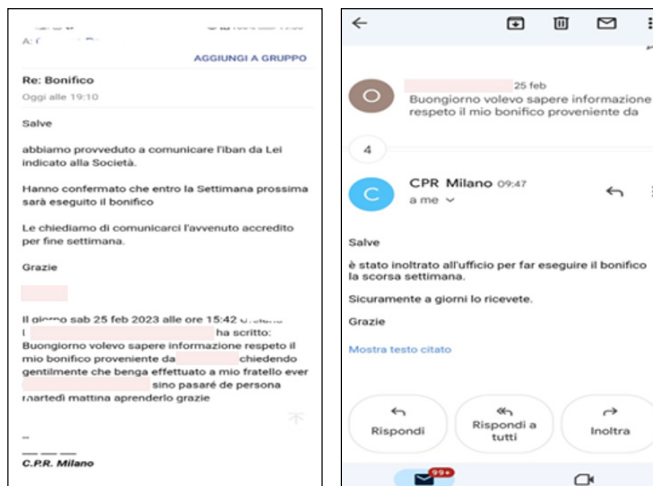 AGGIUNGI A GRUPPO
Re: Bonifico
Oggi alle 19:10
Salve
abbiamo provveduto a comunicare l'iban da Lei
indicato alla Società.
Hanno confermato che entro la Settimana prossima
sarà eseguito il bonifico
Le chiediamo di comunicarci l'avvenuto accredito
per fine settimana.
Grazie
Il giorno sab 25 feb 2023 alle ore 15:42
ha scritto:
Buongiorno volevo sapere informazione respeto il
mio bonifico proveniente da chiedendo
gentilmente che benga effettuato a mio fratello ever
sino pasaré de persona
martedì mattina aprenderlo grazie
--
C.P.R. Milano
25 feb
O
Buongiorno volevo sapere informazione
respeto il mio bonifico proveniente da
4
C
CPR Milano 09:47
a me
Salve
è stato inoltrato all'ufficio per far eseguire il bonifico
la scorsa settimana.
Sicuramente a giorni lo ricevete.
Grazie
Mostra testo citato
Rispondi
Rispondi a
tutti
Inoltra
99+